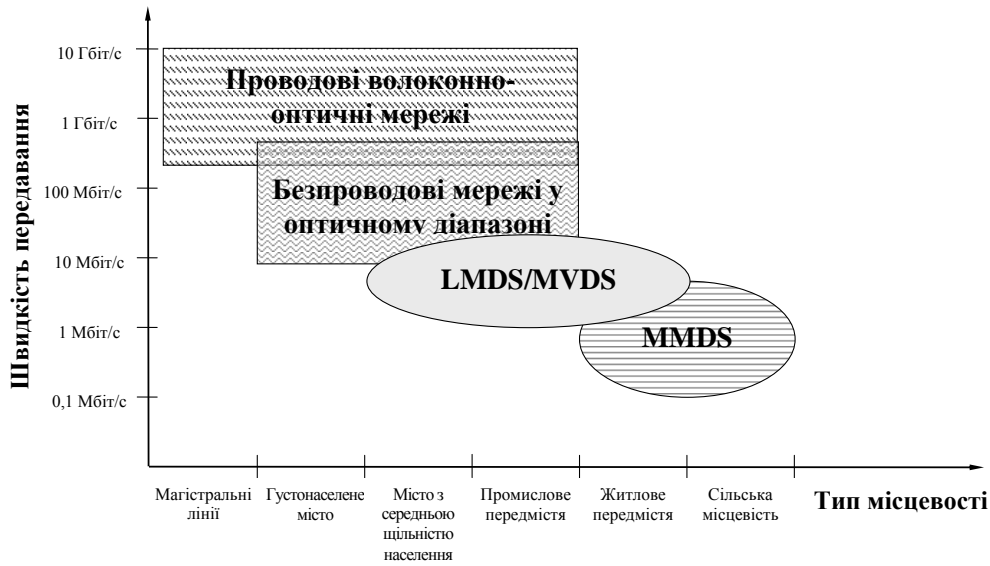 Швидкість передавання
10 Гбіт/с
1 Гбіт/с
100 Мбіт/с
10 Мбіт/с
1 Мбіт/с
0,1 Мбіт/с
Проводові волоконно-
оптичні мережі
Безпроводові мережі у
оптичному діапазоні
LMDS/MVDS
MMDS
Магістральні
лінії
Густонаселене
місто
Місто з
середньою
щільністю
населення
Промислове
передмістя
Житлове
передмістя
Сільська
місцевість
Тип місцевості